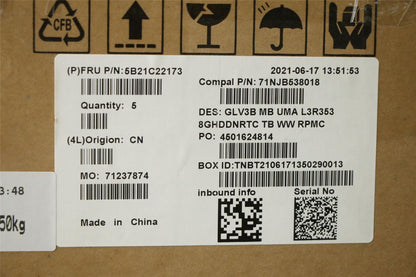 CFB
(P)FRU P/N:5B21C22173
2021-06-17 13:51:53
Compal P/N: 71NJB538018
Quantity: 5
DES: GLV3B MB UMA L3R353
8GHDDNRTC TB WW RPMC
(4L)Origion: CN
PO: 4501624814
BOX ID:TNBT2106171350290013
MO: 71237874
inbound info
Serial No
3:48
50kg
Made in China